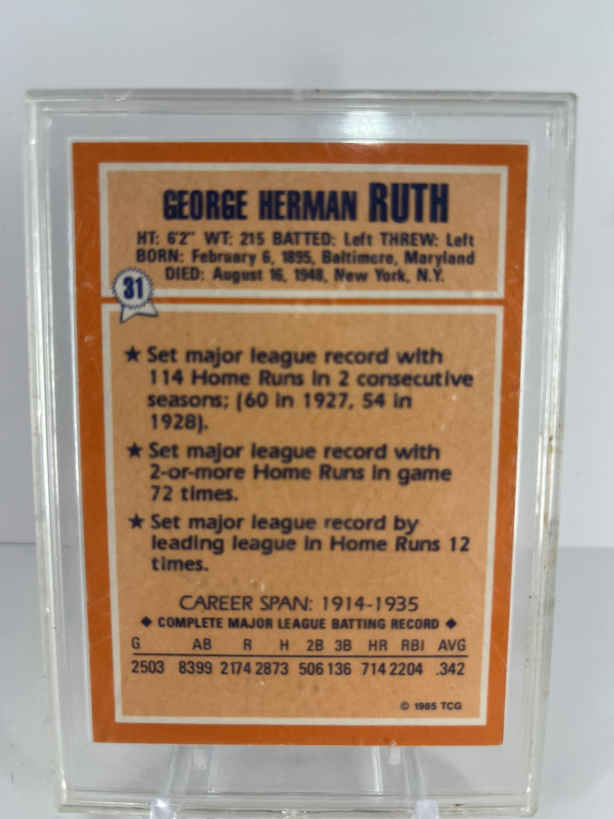 GEORGE HERMAN RUTH
HT: 6'2" WT: 215 BATTED: Left THREW: Left
BORN: February 6, 1895, Baltimore, Maryland
DIED: August 16, 1948, New York, N.Y.
31
★ Set major league record with
114 Home Runs in 2 consecutive
seasons; (60 in 1927, 54 in
1928).
★ Set major league record with
2-or-more Home Runs in game
72 times.
★ Set major league record by
leading league in Home Runs 12
times.
CAREER SPAN: 1914-1935
◆ COMPLETE MAJOR LEAGUE BATTING RECORD ◆
G AB R H 2B 3B HR RBI AVG
2503 8399 2174 2873 506 136 714 2204 .342
© 1985 TCG